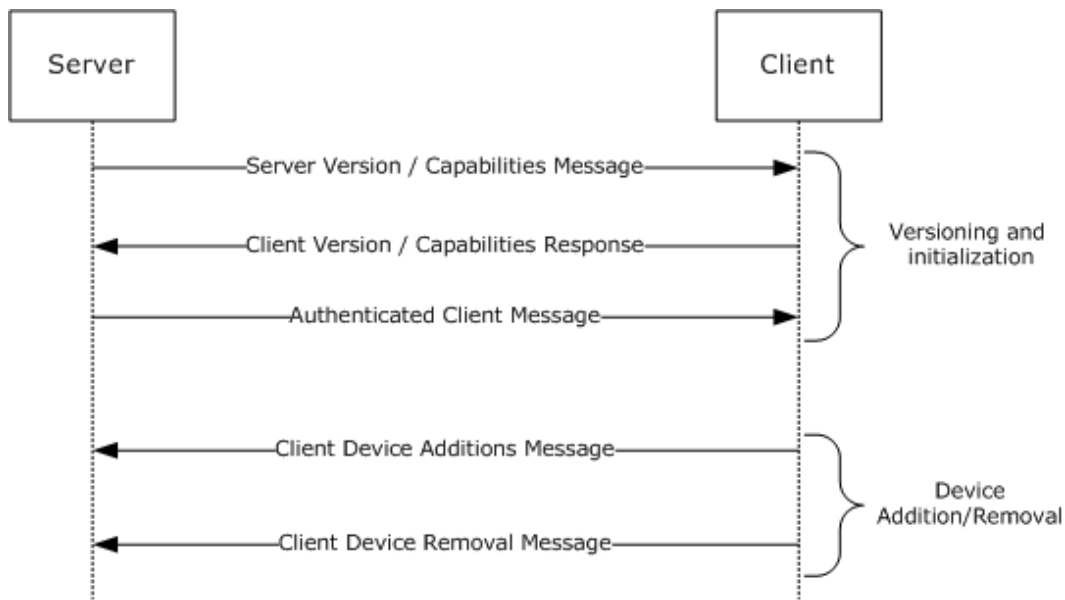 Server
Client
Server Version / Capabilities Message
Client Version / Capabilities Response
Authenticated Client Message
Versioning and
initialization
Client Device Additions Message
Client Device Removal Message
Device
Addition/Removal